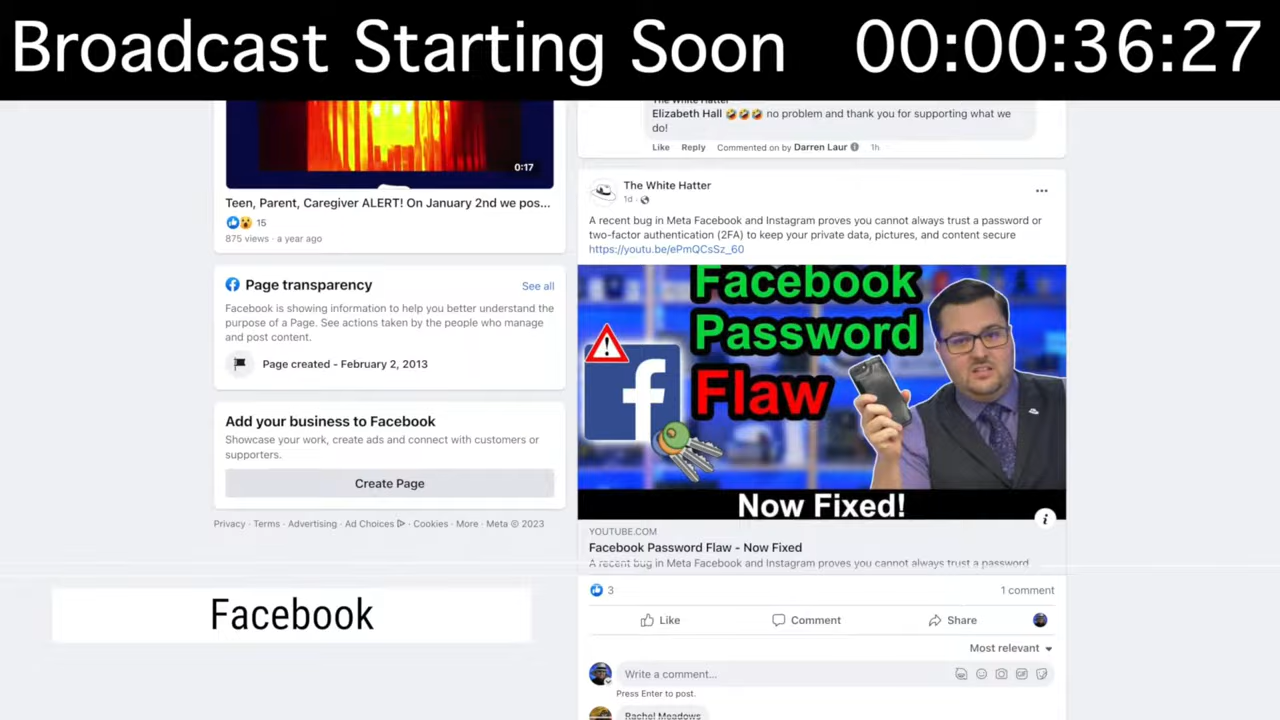 Broadcast Starting Soon 00:00:36:27
0:17
Teen, Parent, Caregiver ALERT! On January 2nd we pos...
15
875 views · a year ago
Page transparency
See all
Facebook is showing information to help you better understand the
purpose of a Page. See actions taken by the people who manage
and post content.
Page created - February 2, 2013
Add your business to Facebook
Showcase your work, create ads and connect with customers or
supporters.
Create Page
Privacy · Terms · Advertising · Ad Choices · Cookies · More · Meta © 2023
Facebook
The White Hatter
Elizabeth Hall 🤣🤣🤣 no problem and thank you for supporting what we
do!
Like Reply Commented on by Darren Laur 1h
The White Hatter
1d ·
A recent bug in Meta Facebook and Instagram proves you cannot always trust a password or
two-factor authentication (2FA) to keep your private data, pictures, and content secure
https://youtu.be/ePmQCsSz_60
Facebook
Password
Flaw
Now Fixed!
YOUTUBE.COM
Facebook Password Flaw - Now Fixed
A recent bug in Meta Facebook and Instagram proves you cannot always trust a password
3
1 comment
Like Comment Share
Most relevant
Write a comment...
Press Enter to post.
Rachel Meadows